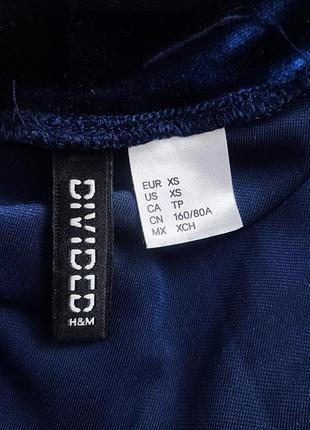 DIVIDED
H&M
EUR XS
US XS
CA TP
CN 160/80A
MX XCH